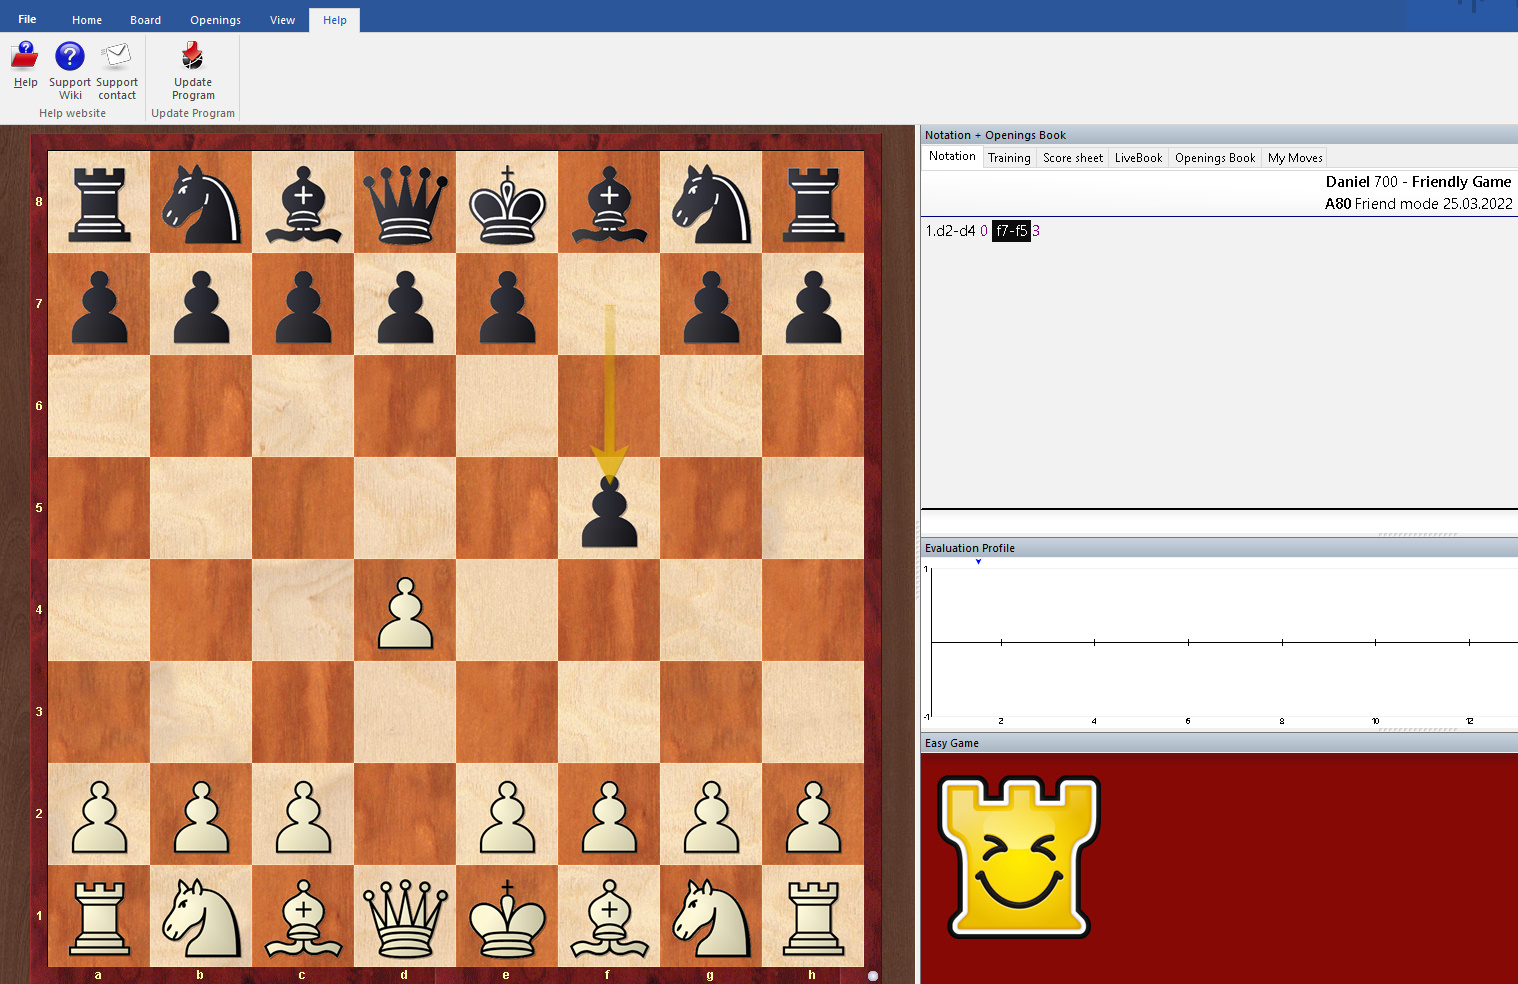 File Home Board Openings View Help
Help Support Wiki Support contact Update Program
Help website Update Program
Notation + Openings Book
Notation Training Score sheet LiveBook Openings Book My Moves
Daniel 700 - Friendly Game
A80 Friend mode 25.03.2022
1.d2-d4 0 f7-f5 3
8
7
6
5
4
3
2
1
a b c d e f g h
Evaluation Profile
1
-1
2 4 6 8 10 12
Easy Game